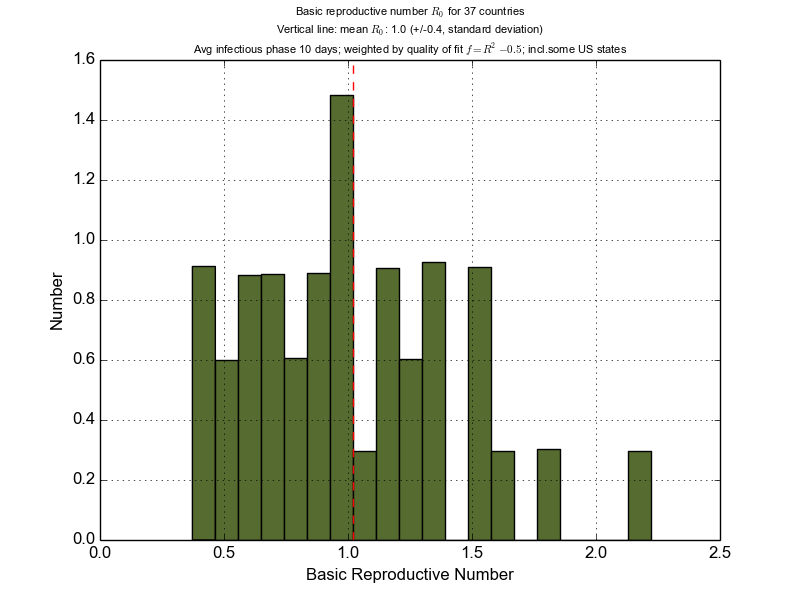 Basic reproductive number R₀ for 37 countries
Vertical line: mean R₀: 1.0 (+/-0.4, standard deviation)
Avg infectious phase 10 days; weighted by quality of fit f=R² −0.5; incl.some US states
1.6
1.4
1.2
1.0
0.8
0.6
0.4
0.2
0.0
Number
0.0 0.5 1.0 1.5 2.0 2.5
Basic Reproductive Number